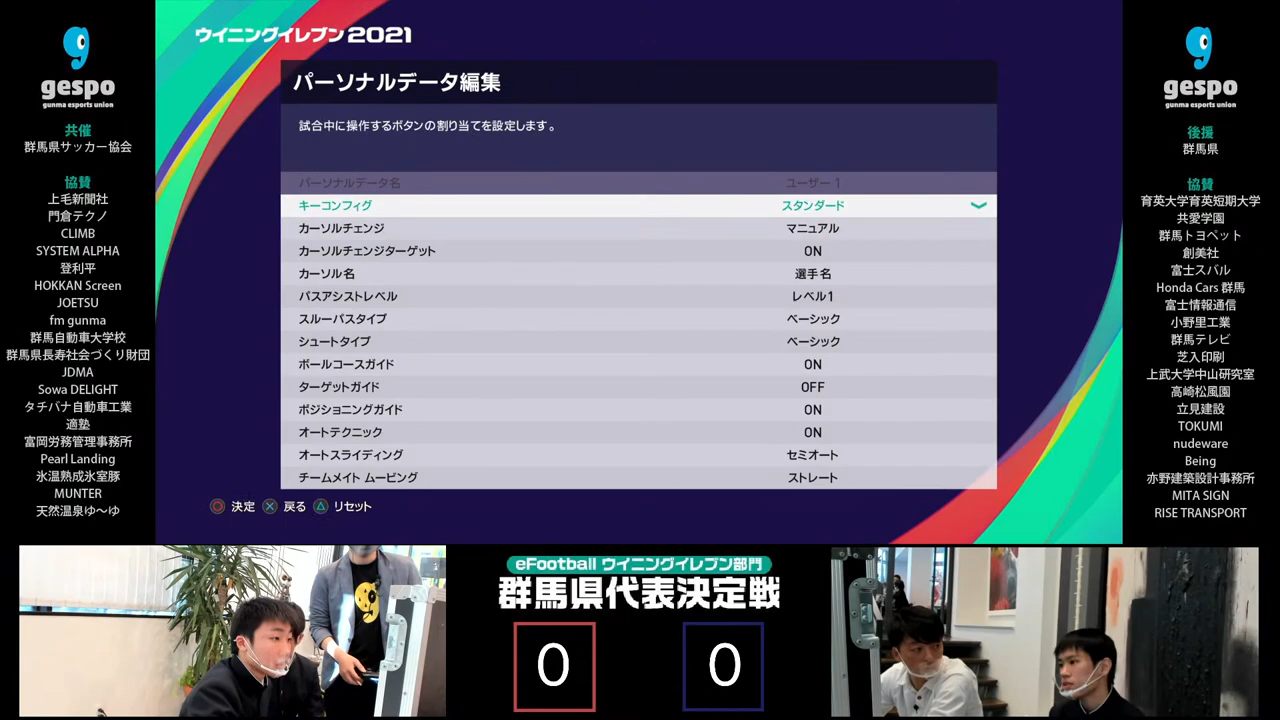 gespo
gunma esports union
共催
群馬県サッカー協会
協賛
上毛新聞社
門倉テクノ
CLIMB
SYSTEM ALPHA
登利平
HOKKAN Screen
JOETSU
fm gunma
群馬自動車大学校
群馬県長寿社会づくり財団
JDMA
Sowa DELIGHT
タチバナ自動車工業
適塾
富岡労務管理事務所
Pearl Landing
氷温熟成氷室豚
MUNTER
天然温泉ゆ～ゆ
ウイニングイレブン2021
パーソナルデータ編集
試合中に操作するボタンの割り当てを設定します。
パーソナルデータ名 ユーザー 1
キーコンフィグ スタンダード
カーソルチェンジ マニュアル
カーソルチェンジターゲット ON
カーソル名 選手名
パスアシストレベル レベル1
スルーパスタイプ ベーシック
シュートタイプ ベーシック
ボールコースガイド ON
ターゲットガイド OFF
ポジショニングガイド ON
オートテクニック ON
オートスライディング セミオート
チームメイト ムービング ストレート
決定 戻る リセット
gespo
gunma esports union
後援
群馬県
協賛
育英大学育英短期大学
共愛学園
群馬トヨペット
創美社
富士スバル
Honda Cars 群馬
富士情報通信
小野里工業
群馬テレビ
芝入印刷
上武大学中山研究室
高崎松風園
立見建設
TOKUMI
nudeware
Being
亦野建築設計事務所
MITA SIGN
RISE TRANSPORT
eFootball ウイニングイレブン部門
群馬県代表決定戦
0 0